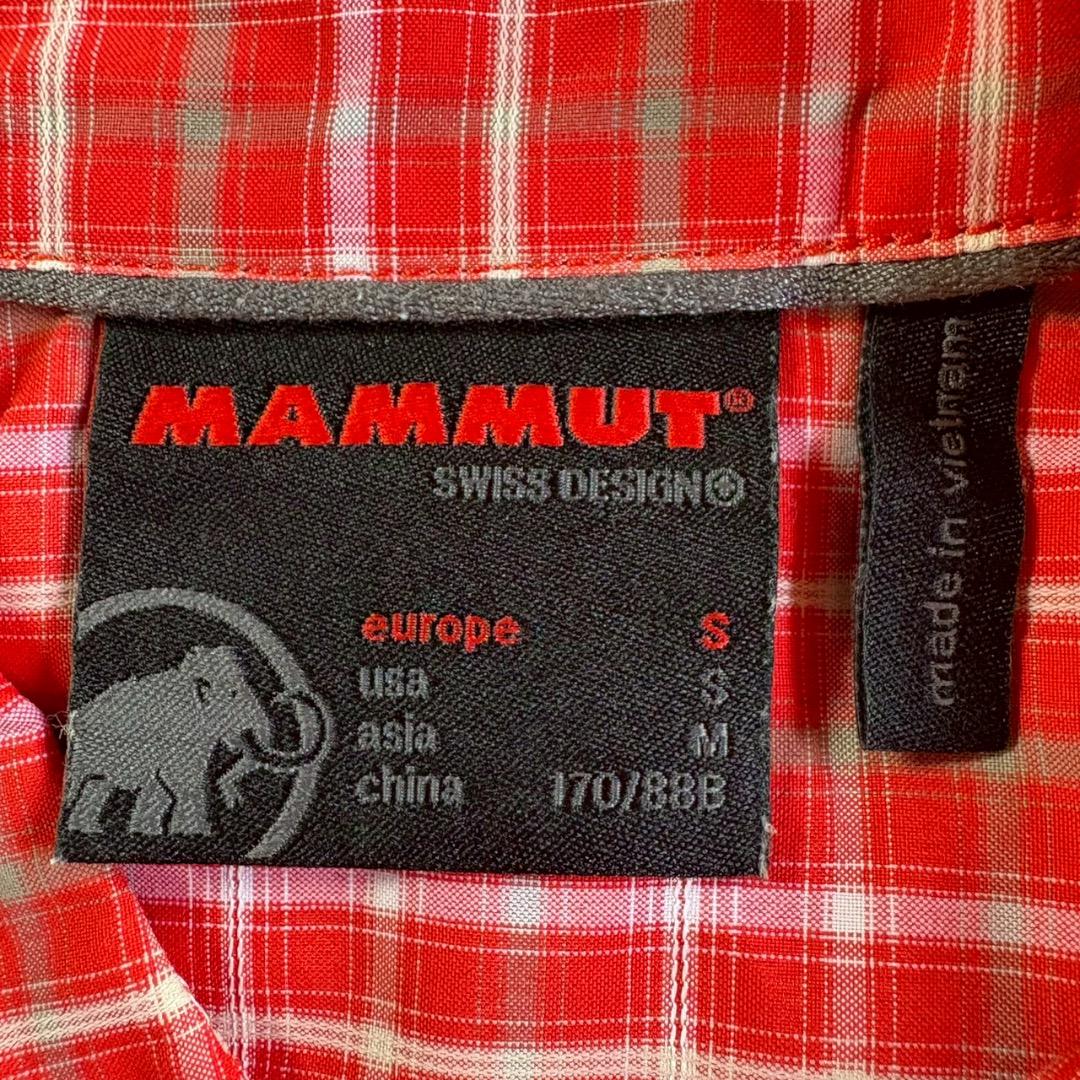 MAMMUT®
SWISS DESIGN
europe S
usa S
asia M
china 170/88B
made in vietnam